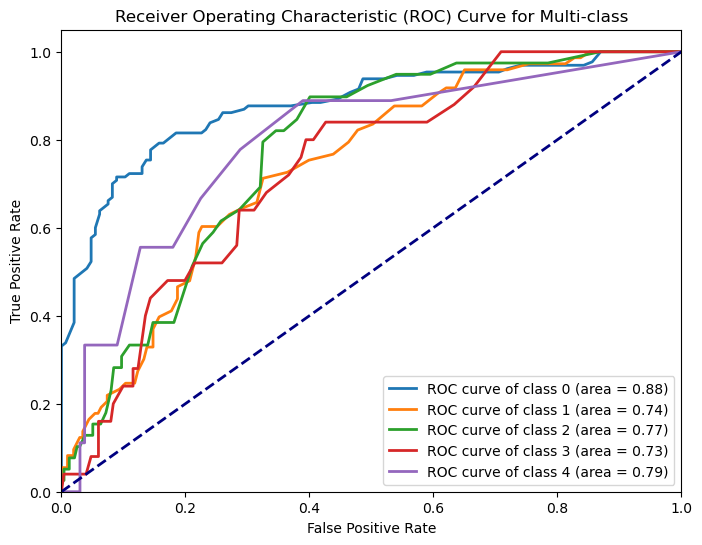 Receiver Operating Characteristic (ROC) Curve for Multi-class
True Positive Rate
1.0
0.8
0.6
0.4
0.2
0.0
ROC curve of class 0 (area = 0.88)
ROC curve of class 1 (area = 0.74)
ROC curve of class 2 (area = 0.77)
ROC curve of class 3 (area = 0.73)
ROC curve of class 4 (area = 0.79)
0.0 0.2 0.4 0.6 0.8 1.0
False Positive Rate